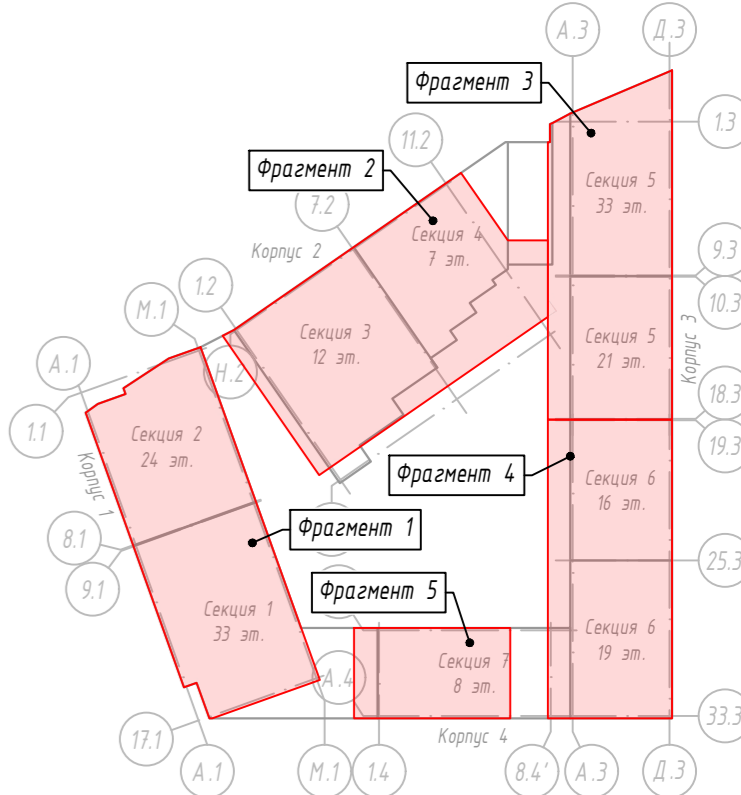 А.3
Д.3
Фрагмент 3
1.3
11.2
Фрагмент 2
Секция 5
33 эт.
7.2
Секция 4
7 эт.
Корпус 2
9.3
1.2
10.3
М.1
Секция 3
12 эт.
Секция 5
21 эт.
Корпус 3
А.1
Н.2
18.3
1.1
Секция 2
24 эт.
19.3
Фрагмент 4
Секция 6
16 эт.
Корпус 1
Фрагмент 1
8.1
25.3
9.1
Фрагмент 5
Секция 1
33 эт.
Секция 6
19 эт.
Секция 7
8 эт.
А.4
33.3
17.1
Корпус 4
А.1
М.1
1.4
8.4'
А.3
Д.3